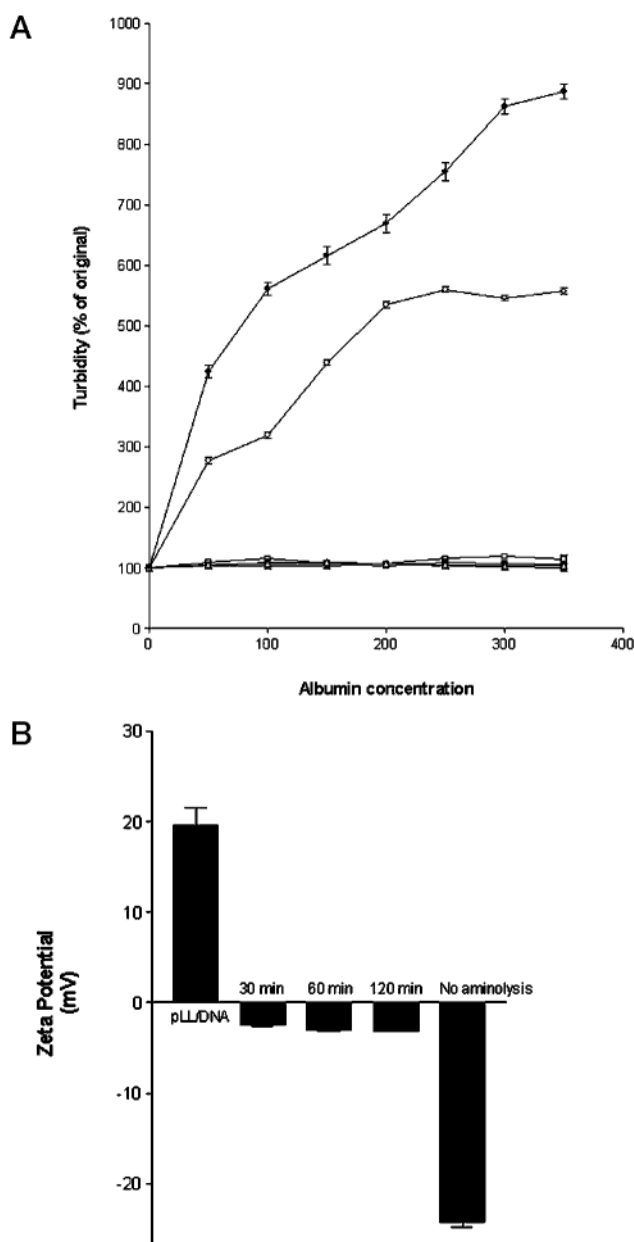 A
1000
900
800
700
600
500
400
300
200
100
0
Turbidity (% of original)
0 100 200 300 400
Albumin concentration
B
30
20
10
0
-10
-20
Zeta Potential
(mV)
pLL/DNA
30 min 60 min 120 min No aminolysis